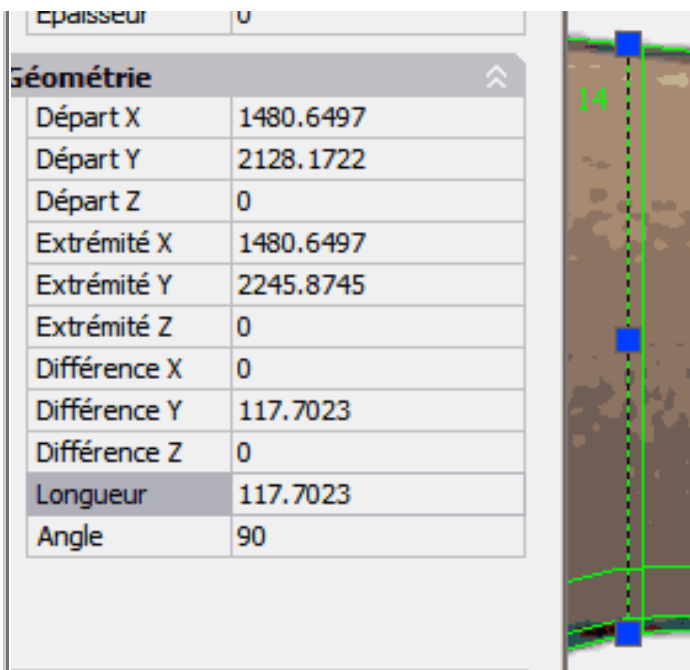 Epaisseur 0
Géométrie
Départ X 1480.6497
Départ Y 2128.1722
Départ Z 0
Extrémité X 1480.6497
Extrémité Y 2245.8745
Extrémité Z 0
Différence X 0
Différence Y 117.7023
Différence Z 0
Longueur 117.7023
Angle 90
14